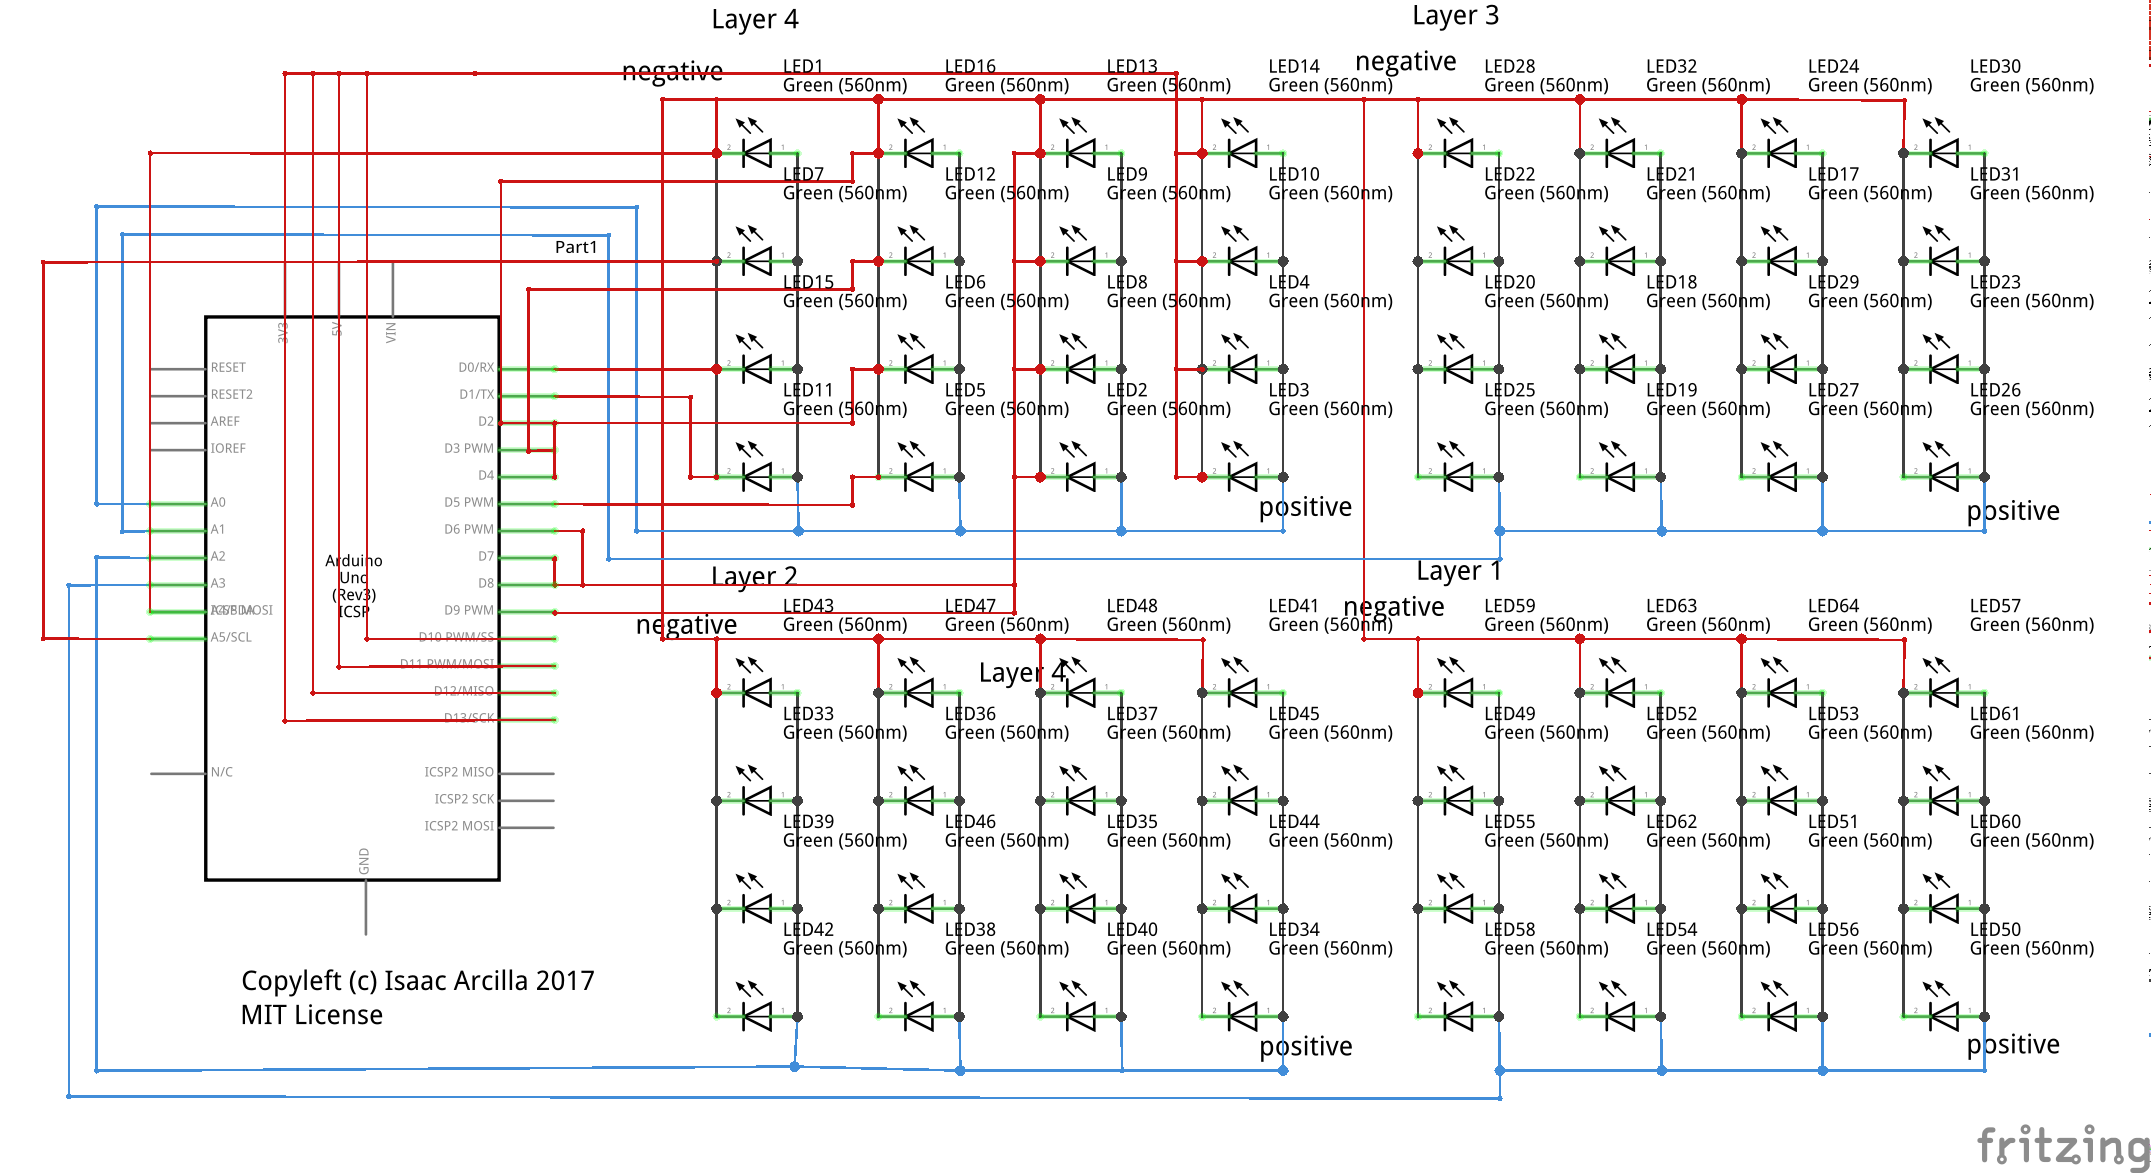 Layer 4
Layer 3
negative
negative
LED1
Green (560nm)
LED16
Green (560nm)
LED13
Green (560nm)
LED14
Green (560nm)
LED28
Green (560nm)
LED32
Green (560nm)
LED24
Green (560nm)
LED30
Green (560nm)
LED7
Green (560nm)
LED12
Green (560nm)
LED9
Green (560nm)
LED10
Green (560nm)
LED22
Green (560nm)
LED21
Green (560nm)
LED17
Green (560nm)
LED31
Green (560nm)
Part1
LED15
Green (560nm)
LED6
Green (560nm)
LED8
Green (560nm)
LED4
Green (560nm)
LED20
Green (560nm)
LED18
Green (560nm)
LED29
Green (560nm)
LED23
Green (560nm)
LED11
Green (560nm)
LED5
Green (560nm)
LED2
Green (560nm)
LED3
Green (560nm)
LED25
Green (560nm)
LED19
Green (560nm)
LED27
Green (560nm)
LED26
Green (560nm)
positive
positive
3V3
5V
VIN
RESET
RESET2
AREF
IOREF
A0
A1
A2
A3
A5/SCL
N/C
D0/RX
D1/TX
D2
D3 PWM
D4
D5 PWM
D6 PWM
D7
D8
D9 PWM
D10 PWM/SS
D11 PWM/MOSI
D12/MISO
D13/SCK
ICSP2 MISO
ICSP2 SCK
ICSP2 MOSI
GND
Arduino
Uno
(Rev3)
ICSP
Layer 2
Layer 1
negative
negative
LED43
Green (560nm)
LED47
Green (560nm)
LED48
Green (560nm)
LED41
Green (560nm)
LED59
Green (560nm)
LED63
Green (560nm)
LED64
Green (560nm)
LED57
Green (560nm)
Layer 4
LED33
Green (560nm)
LED36
Green (560nm)
LED37
Green (560nm)
LED45
Green (560nm)
LED49
Green (560nm)
LED52
Green (560nm)
LED53
Green (560nm)
LED61
Green (560nm)
LED39
Green (560nm)
LED46
Green (560nm)
LED35
Green (560nm)
LED44
Green (560nm)
LED55
Green (560nm)
LED62
Green (560nm)
LED51
Green (560nm)
LED60
Green (560nm)
LED42
Green (560nm)
LED38
Green (560nm)
LED40
Green (560nm)
LED34
Green (560nm)
LED58
Green (560nm)
LED54
Green (560nm)
LED56
Green (560nm)
LED50
Green (560nm)
positive
positive
Copyleft (c) Isaac Arcilla 2017
MIT License
fritzing